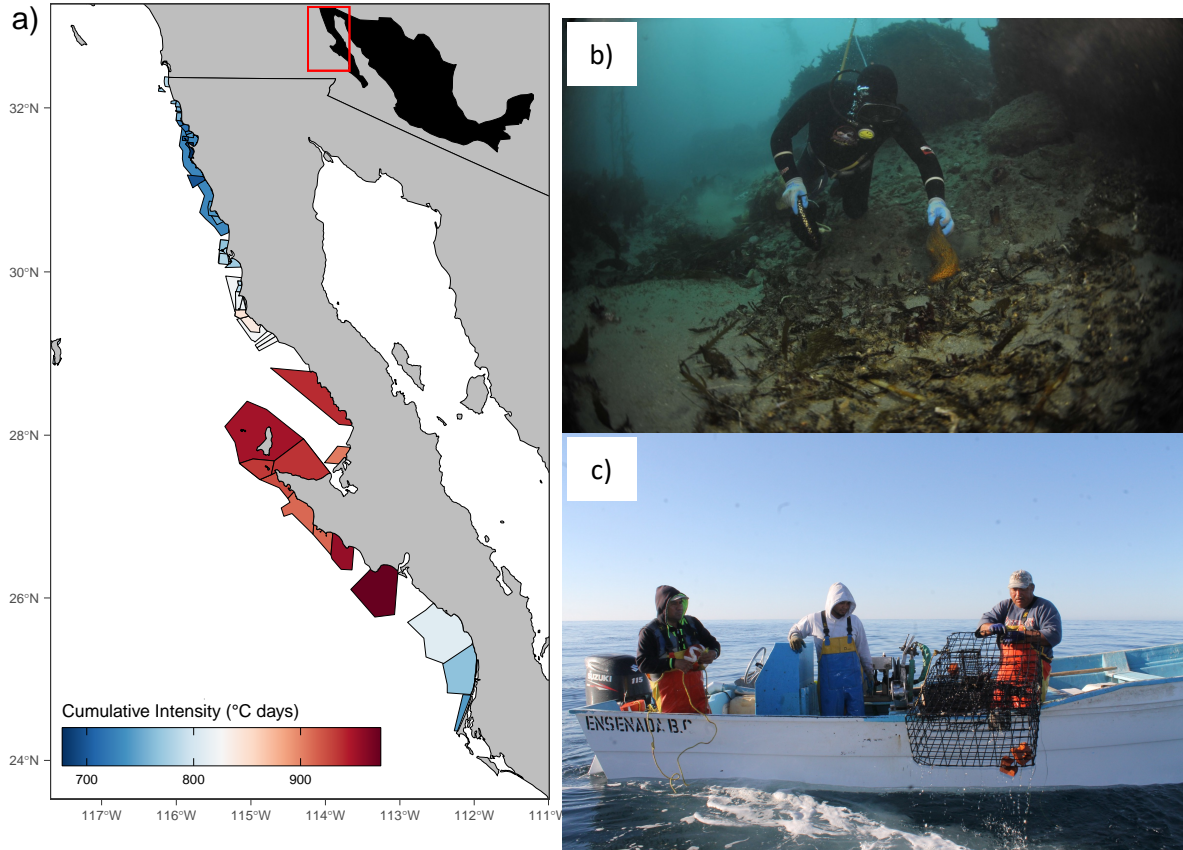 a)
32°N
30°N
28°N
26°N
24°N
Cumulative Intensity (°C days)
700 800 900
117°W 116°W 115°W 114°W 113°W 112°W 111°W
b)
c)
SUZUKI
115
ENSENADA B.C